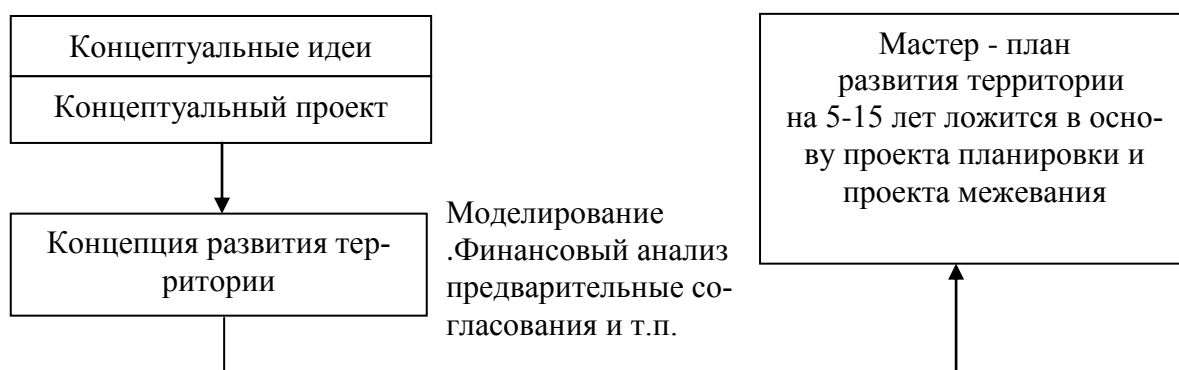 Концептуальные идеи
Концептуальный проект
Концепция развития тер-
ритории
Моделирование
.Финансовый анализ
предварительные со-
гласования и т.п.
Мастер - план
развития территории
на 5-15 лет ложится в осно-
ву проекта планировки и
проекта межевания